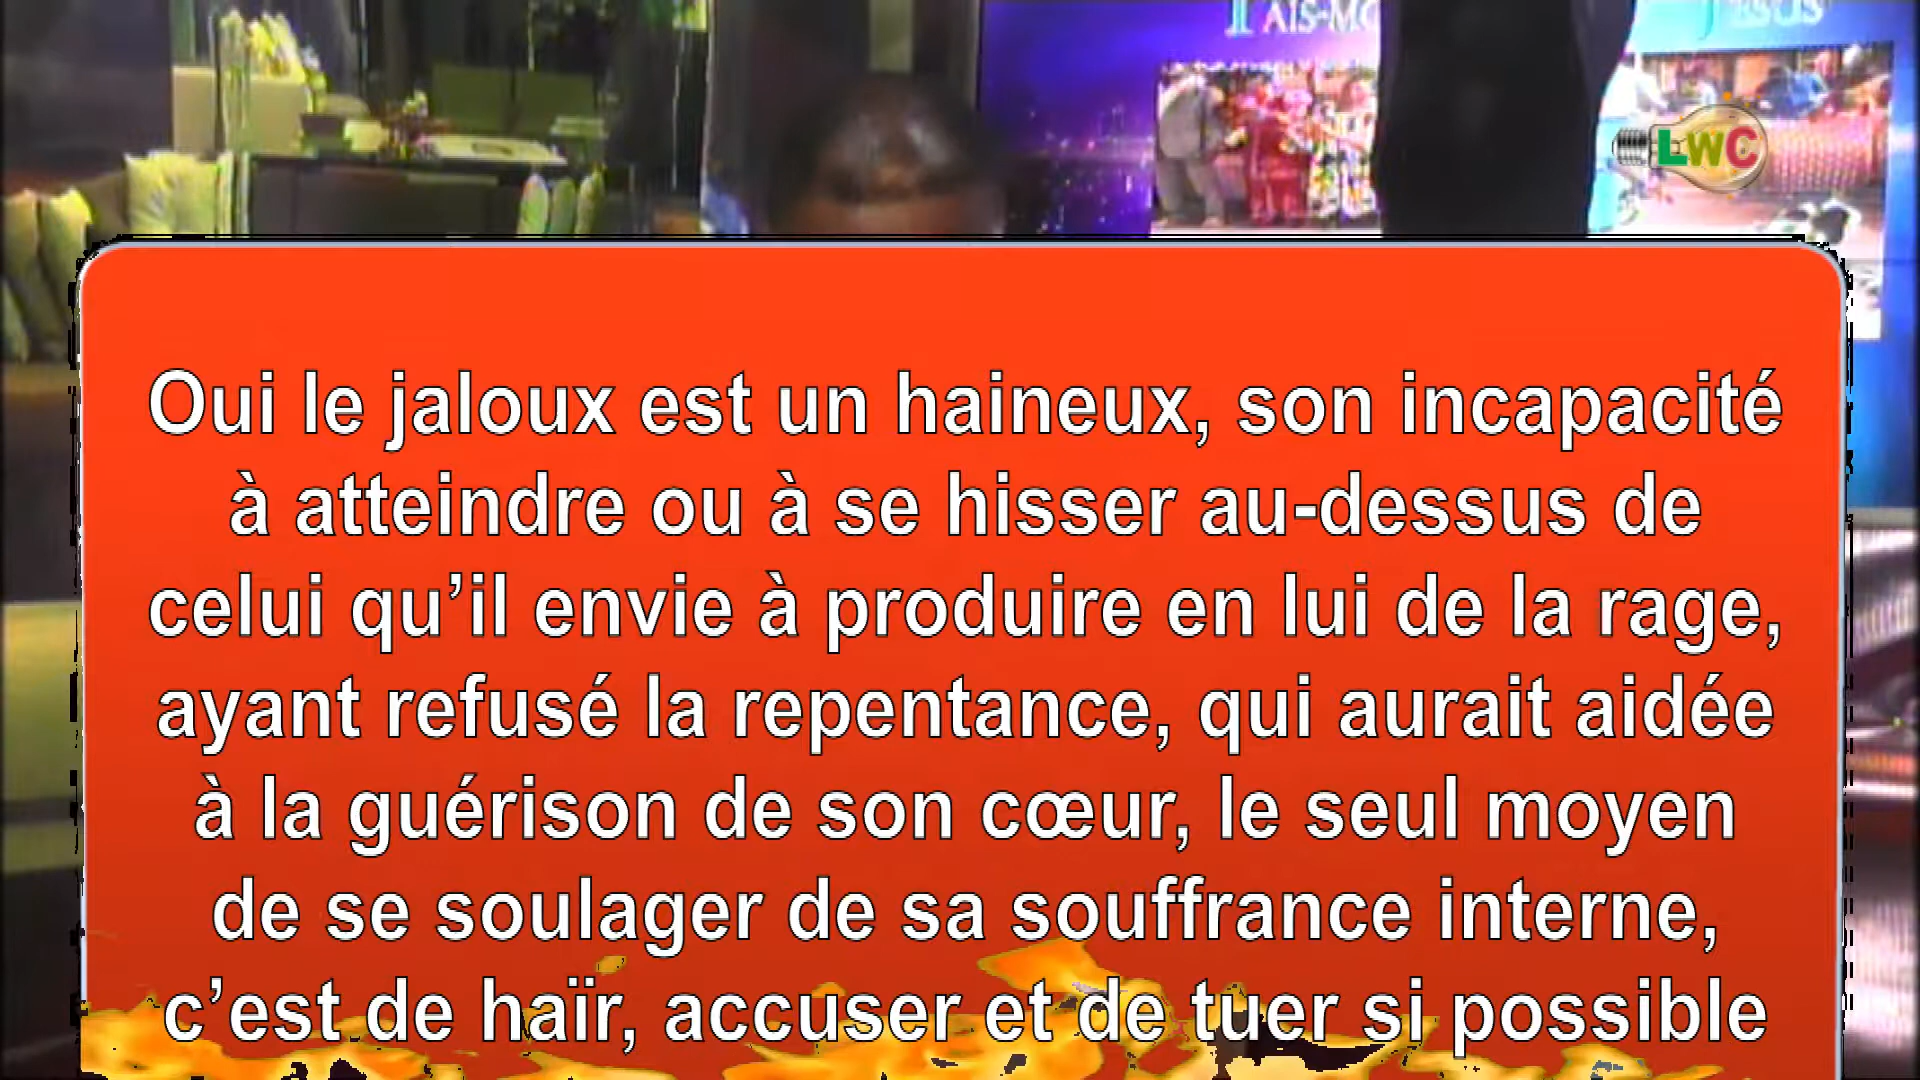 AIS-MO
JESUS
LWC
Oui le jaloux est un haineux, son incapacité
à atteindre ou à se hisser au-dessus de
celui qu’il envie à produire en lui de la rage,
ayant refusé la repentance, qui aurait aidée
à la guérison de son cœur, le seul moyen
de se soulager de sa souffrance interne,
c’est de haïr, accuser et de tuer si possible